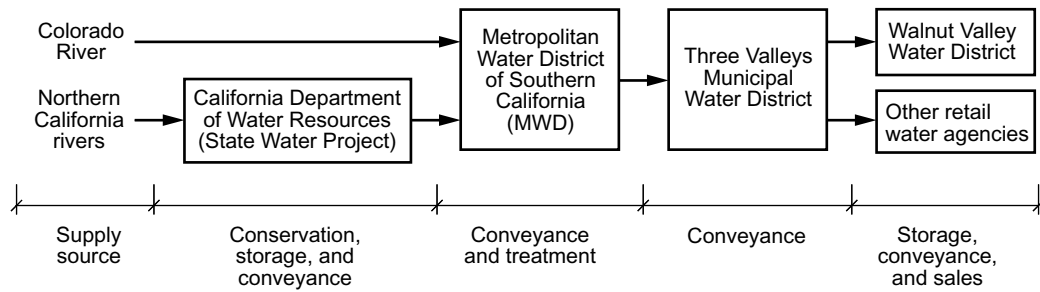 Colorado
River
Northern
California
rivers
California Department
of Water Resources
(State Water Project)
Metropolitan
Water District
of Southern
California
(MWD)
Three Valleys
Municipal
Water District
Walnut Valley
Water District
Other retail
water agencies
Supply
source
Conservation,
storage, and
conveyance
Conveyance
and treatment
Conveyance
Storage,
conveyance,
and sales